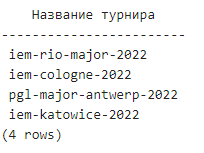 Название турнира
------------------------
iem-rio-major-2022
iem-cologne-2022
pgl-major-antwerp-2022
iem-katowice-2022
(4 rows)